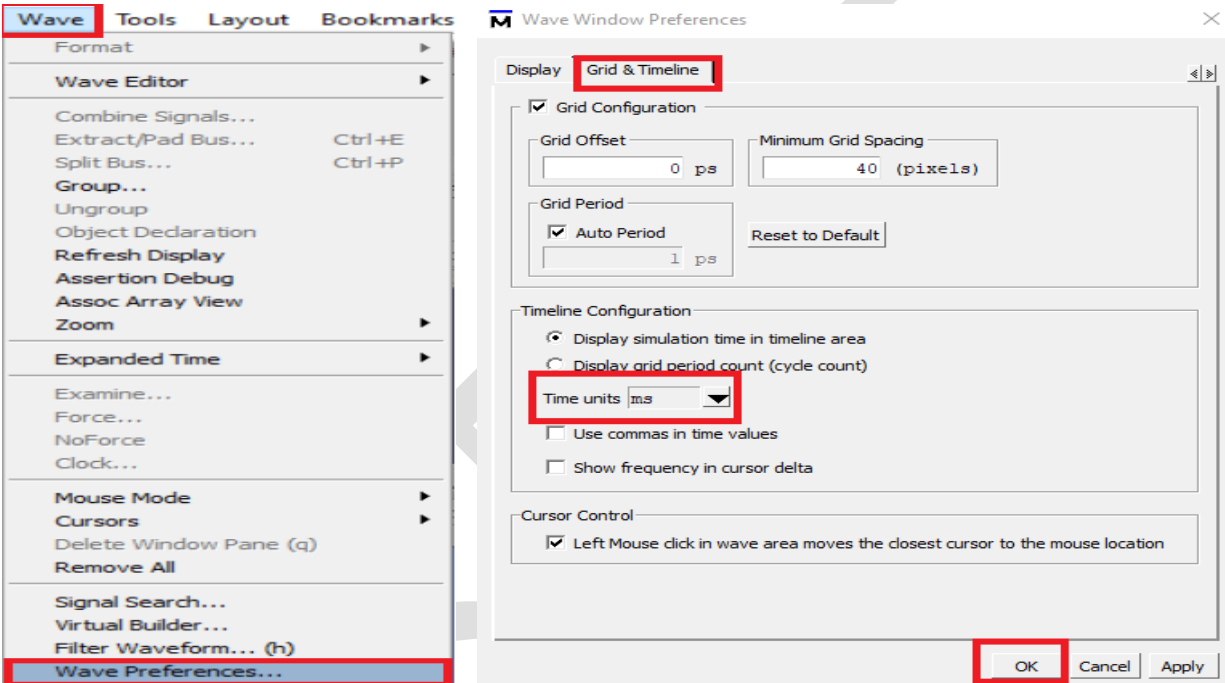 Wave Tools Layout Bookmarks
Format
Wave Editor
Combine Signals...
Extract/Pad Bus... Ctrl+E
Split Bus... Ctrl+P
Group...
Ungroup
Object Declaration
Refresh Display
Assertion Debug
Assoc Array View
Zoom
Expanded Time
Examine...
Force...
NoForce
Clock...
Mouse Mode
Cursors
Delete Window Pane (q)
Remove All
Signal Search...
Virtual Builder...
Filter Waveform... (h)
Wave Preferences...
Wave Window Preferences
Display Grid & Timeline
Grid Configuration
Grid Offset
0 ps
Minimum Grid Spacing
40 (pixels)
Grid Period
Auto Period
1 ps
Reset to Default
Timeline Configuration
Display simulation time in timeline area
Display grid period count (cycle count)
Time units ms
Use commas in time values
Show frequency in cursor delta
Cursor Control
Left Mouse click in wave area moves the closest cursor to the mouse location
OK Cancel Apply